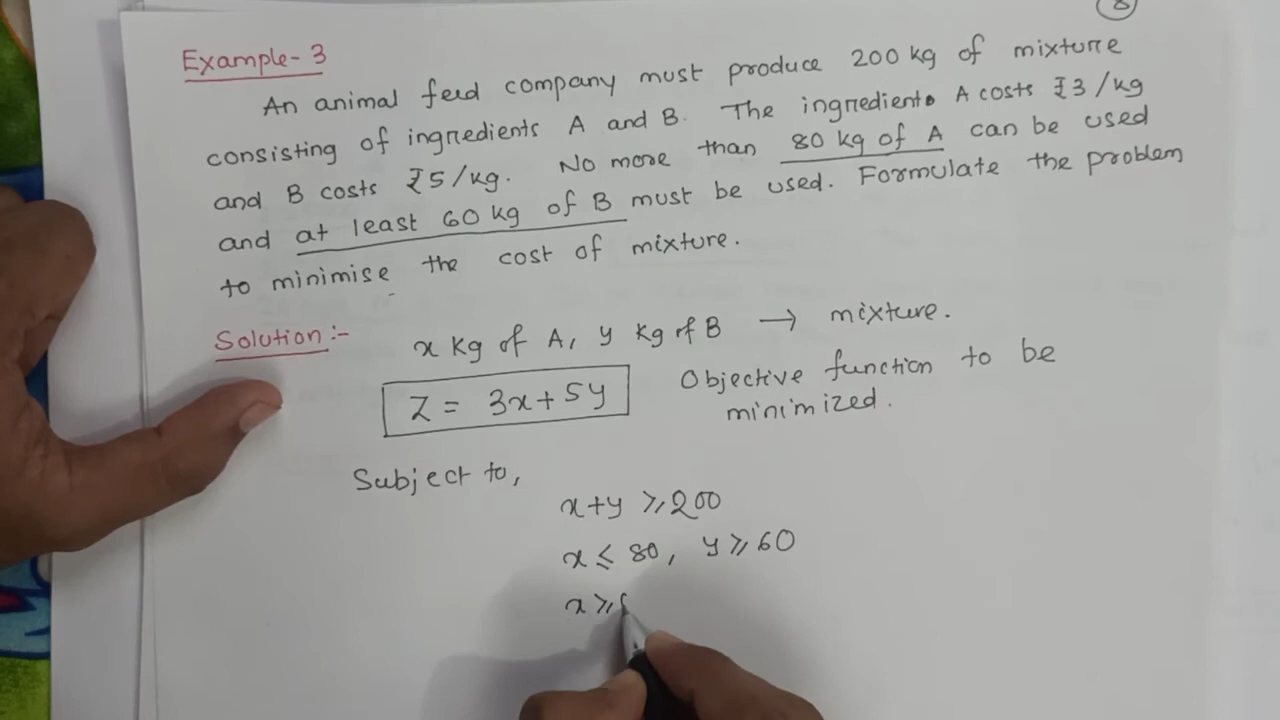 8
Example- 3
An animal feed company must produce 200 kg of mixture
consisting of ingredients A and B. The ingredients A costs ₹3/kg
and B costs ₹5/kg. No more than 80 kg of A can be used
and at least 60 kg of B must be used. Formulate the problem
to minimise the cost of mixture.
Solution :-
x kg of A, y kg of B → mixture.
Z = 3x+5y
Objective function to be
minimized.
Subject to,
x+y ⩾ 200
x ⩽ 80, y ⩾ 60
x ⩾